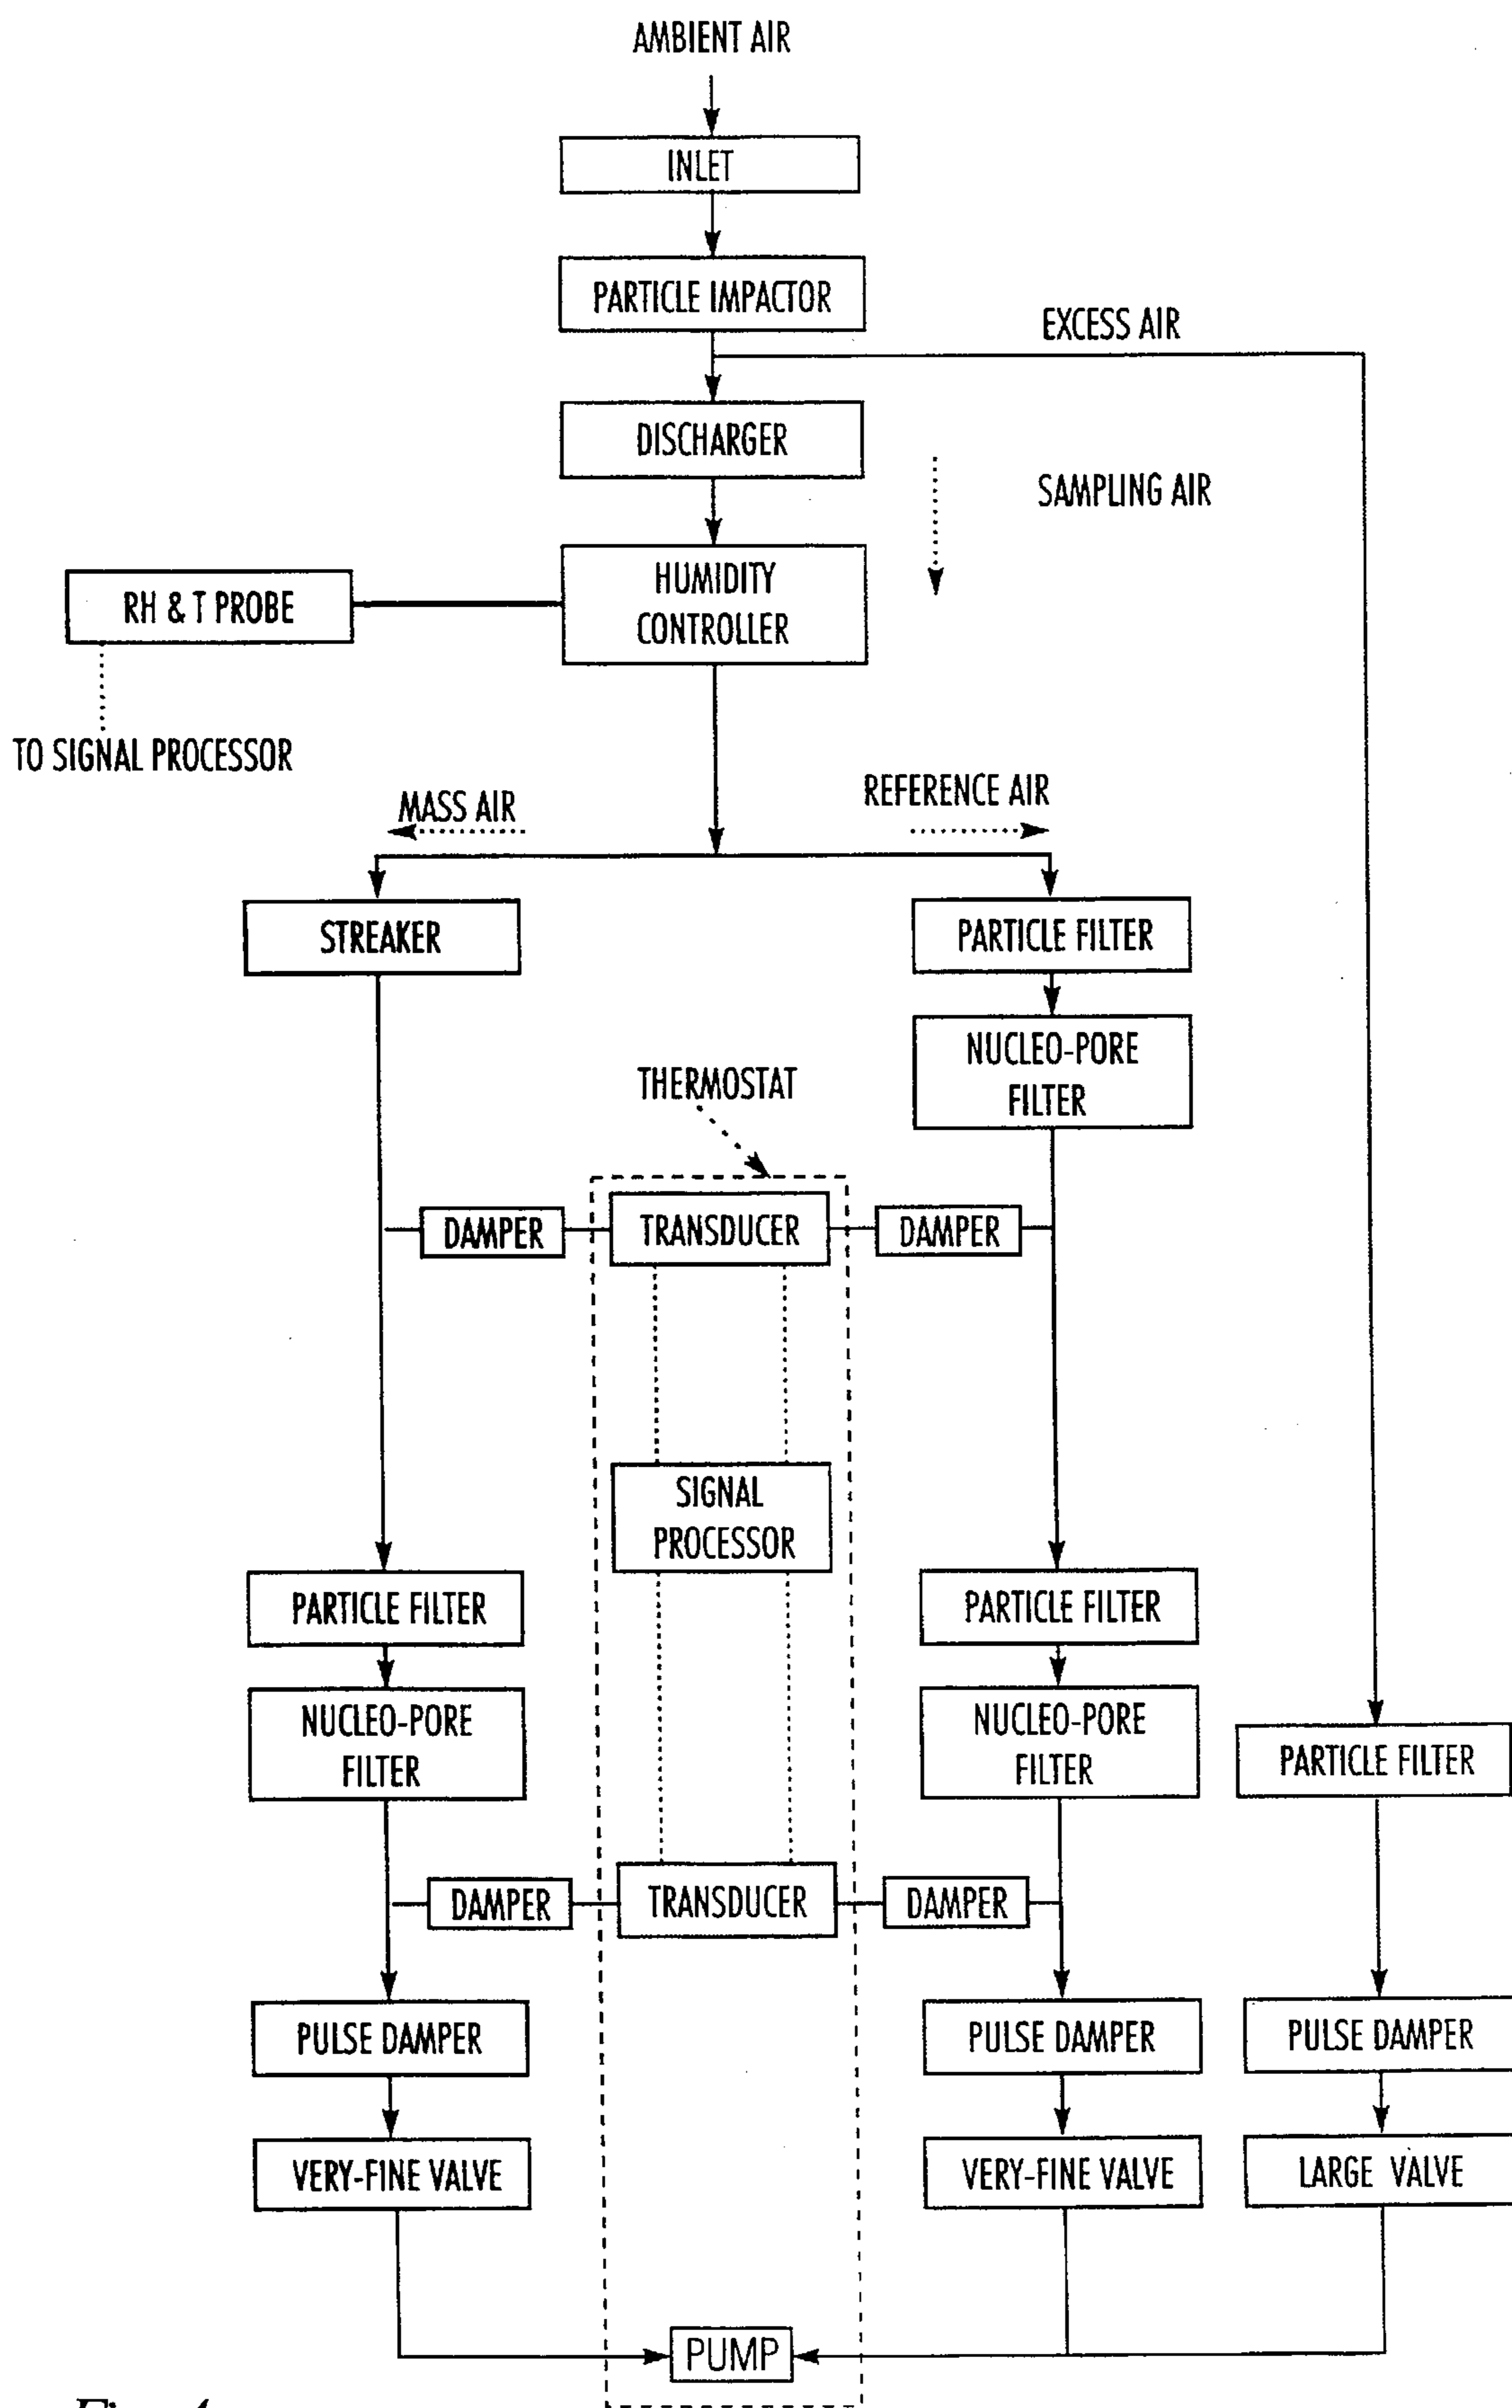 AMBIENT AIR
INLET
PARTICLE IMPACTOR
EXCESS AIR
DISCHARGER
SAMPLING AIR
HUMIDITY
CONTROLLER
RH & T PROBE
TO SIGNAL PROCESSOR
MASS AIR
REFERENCE AIR
STREAKER
PARTICLE FILTER
NUCLEO-PORE
FILTER
THERMOSTAT
DAMPER
TRANSDUCER
DAMPER
SIGNAL
PROCESSOR
PARTICLE FILTER
PARTICLE FILTER
NUCLEO-PORE
FILTER
NUCLEO-PORE
FILTER
PARTICLE FILTER
DAMPER
TRANSDUCER
DAMPER
PULSE DAMPER
PULSE DAMPER
PULSE DAMPER
VERY-FINE VALVE
VERY-FINE VALVE
LARGE VALVE
PUMP